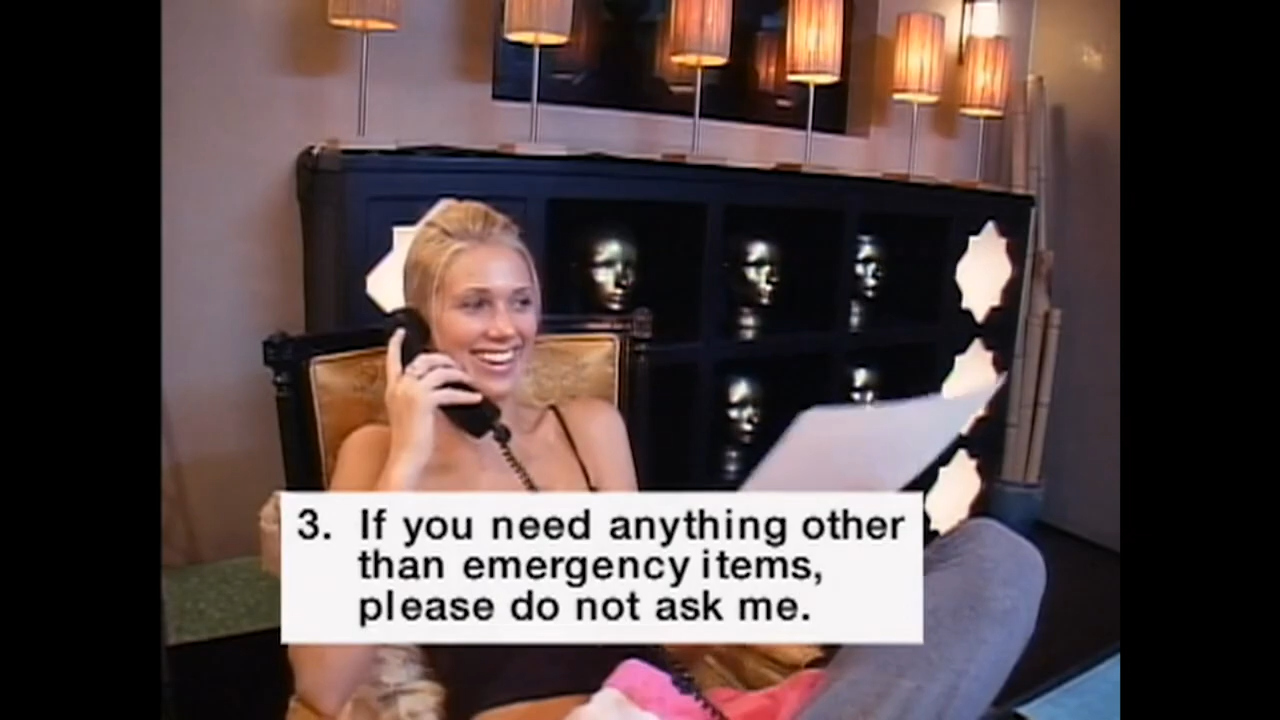 3. If you need anything other
than emergency items,
please do not ask me.